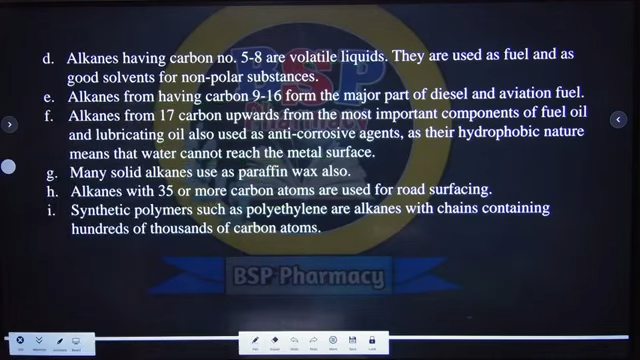 d. Alkanes having carbon no. 5-8 are volatile liquids. They are used as fuel and as
good solvents for non-polar substances.
e. Alkanes from having carbon 9-16 form the major part of diesel and aviation fuel.
f. Alkanes from 17 carbon upwards from the most important components of fuel oil
and lubricating oil also used as anti-corrosive agents, as their hydrophobic nature
means that water cannot reach the metal surface.
g. Many solid alkanes use as paraffin wax also.
h. Alkanes with 35 or more carbon atoms are used for road surfacing.
i. Synthetic polymers such as polyethylene are alkanes with chains containing
hundreds of thousands of carbon atoms.
BSP
Pharmacy
BSP Pharmacy